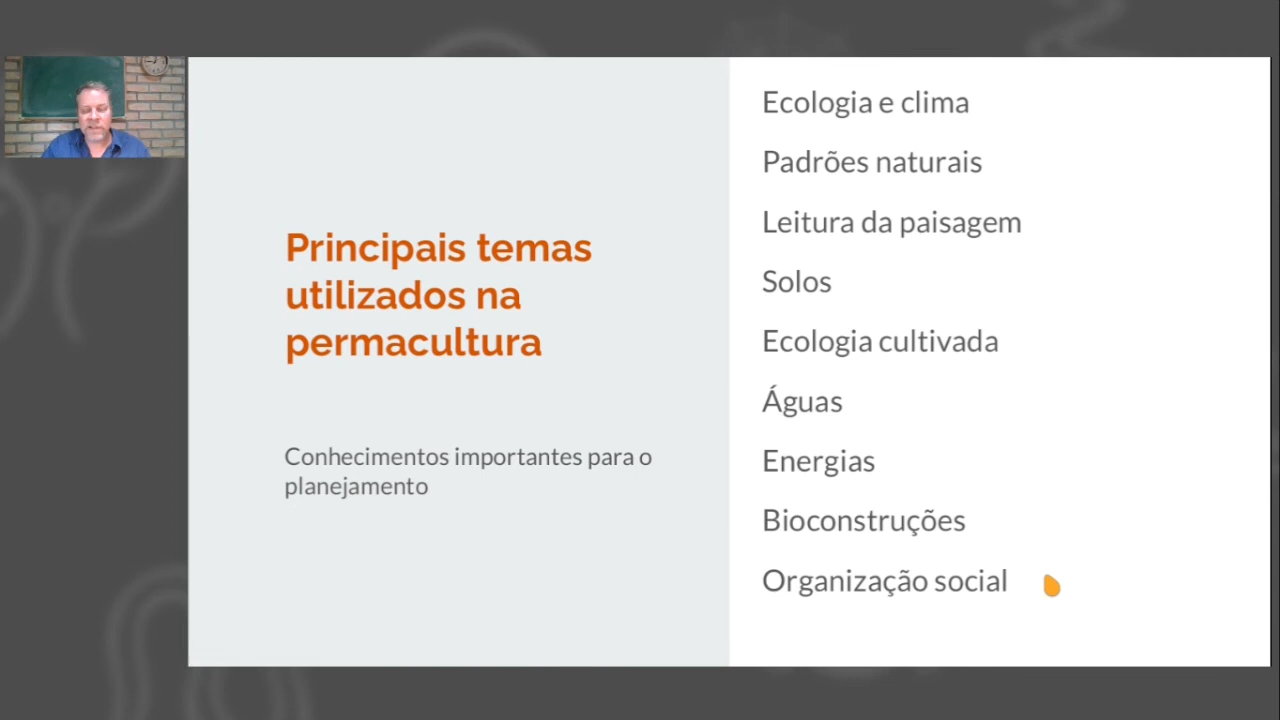 Principais temas
utilizados na
permacultura
Conhecimentos importantes para o
planejamento
Ecologia e clima
Padrões naturais
Leitura da paisagem
Solos
Ecologia cultivada
Águas
Energias
Bioconstruções
Organização social